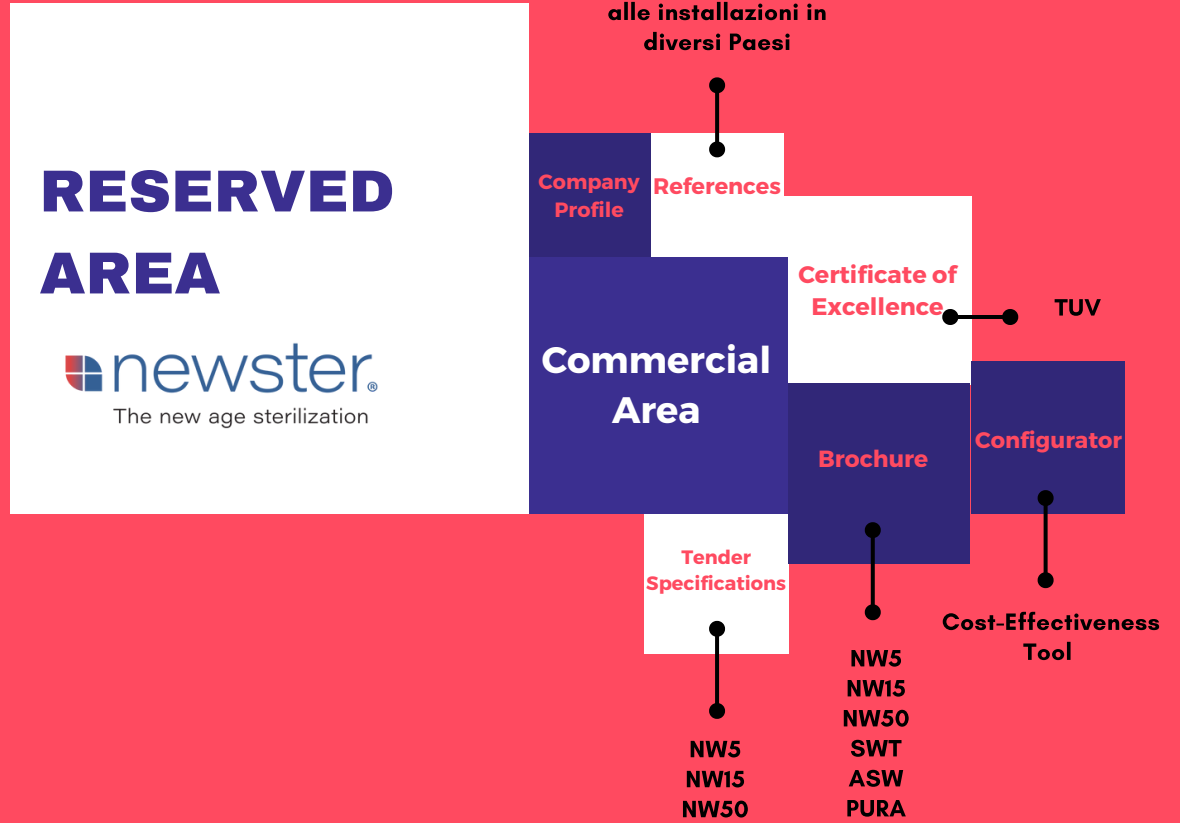 alle installazioni in
diversi Paesi
RESERVED
AREA
newster®
The new age sterilization
Company
Profile
References
Certificate of
Excellence
TUV
Commercial
Area
Brochure
Configurator
Tender
Specifications
Cost-Effectiveness
Tool
NW5
NW15
NW50
SWT
ASW
PURA
NW5
NW15
NW50